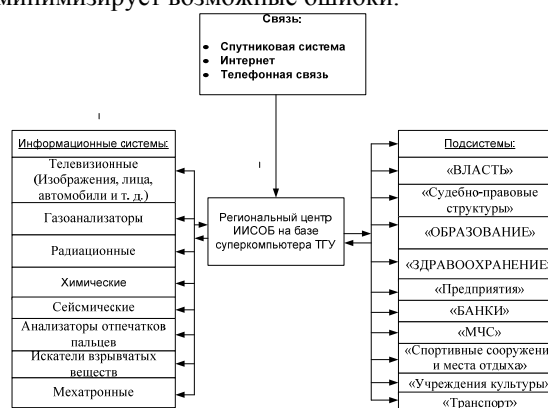 минимизирует возможные ошибки.
Связь:
• Спутниковая система
• Интернет
• Телефонная связь
Информационные системы:
Телевизионные
(Изображения, лица,
автомобили и т. д.)
Газоанализаторы
Радиационные
Химические
Сейсмические
Анализаторы отпечатков
пальцев
Искатели взрывчатых
веществ
Мехатронные
Региональный центр
ИИСОБ на базе
суперкомпьютера ТГУ
Подсистемы:
«ВЛАСТЬ»
«Судебно-правовые
структуры»
«ОБРАЗОВАНИЕ»
«ЗДРАВООХРАНЕНИЕ»
«Предприятия»
«БАНКИ»
«МЧС»
«Спортивные сооружени
и места отдыха»
«Учреждения культуры»
«Транспорт»